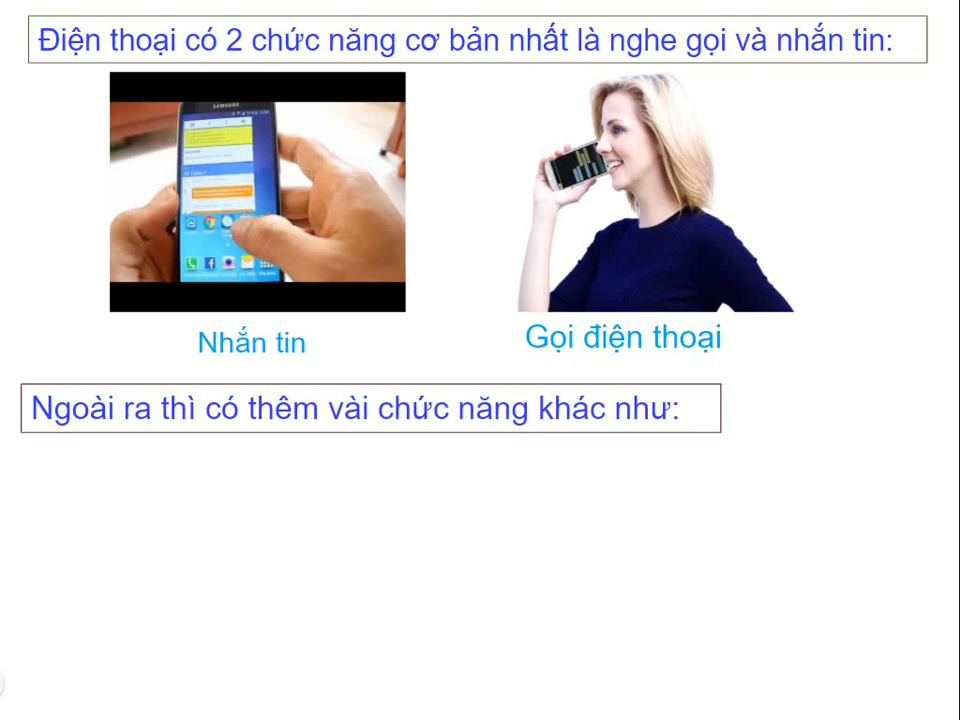 Điện thoại có 2 chức năng cơ bản nhất là nghe gọi và nhắn tin:
SAMSUNG
Nhắn tin
Gọi điện thoại
Ngoài ra thì có thêm vài chức năng khác như: